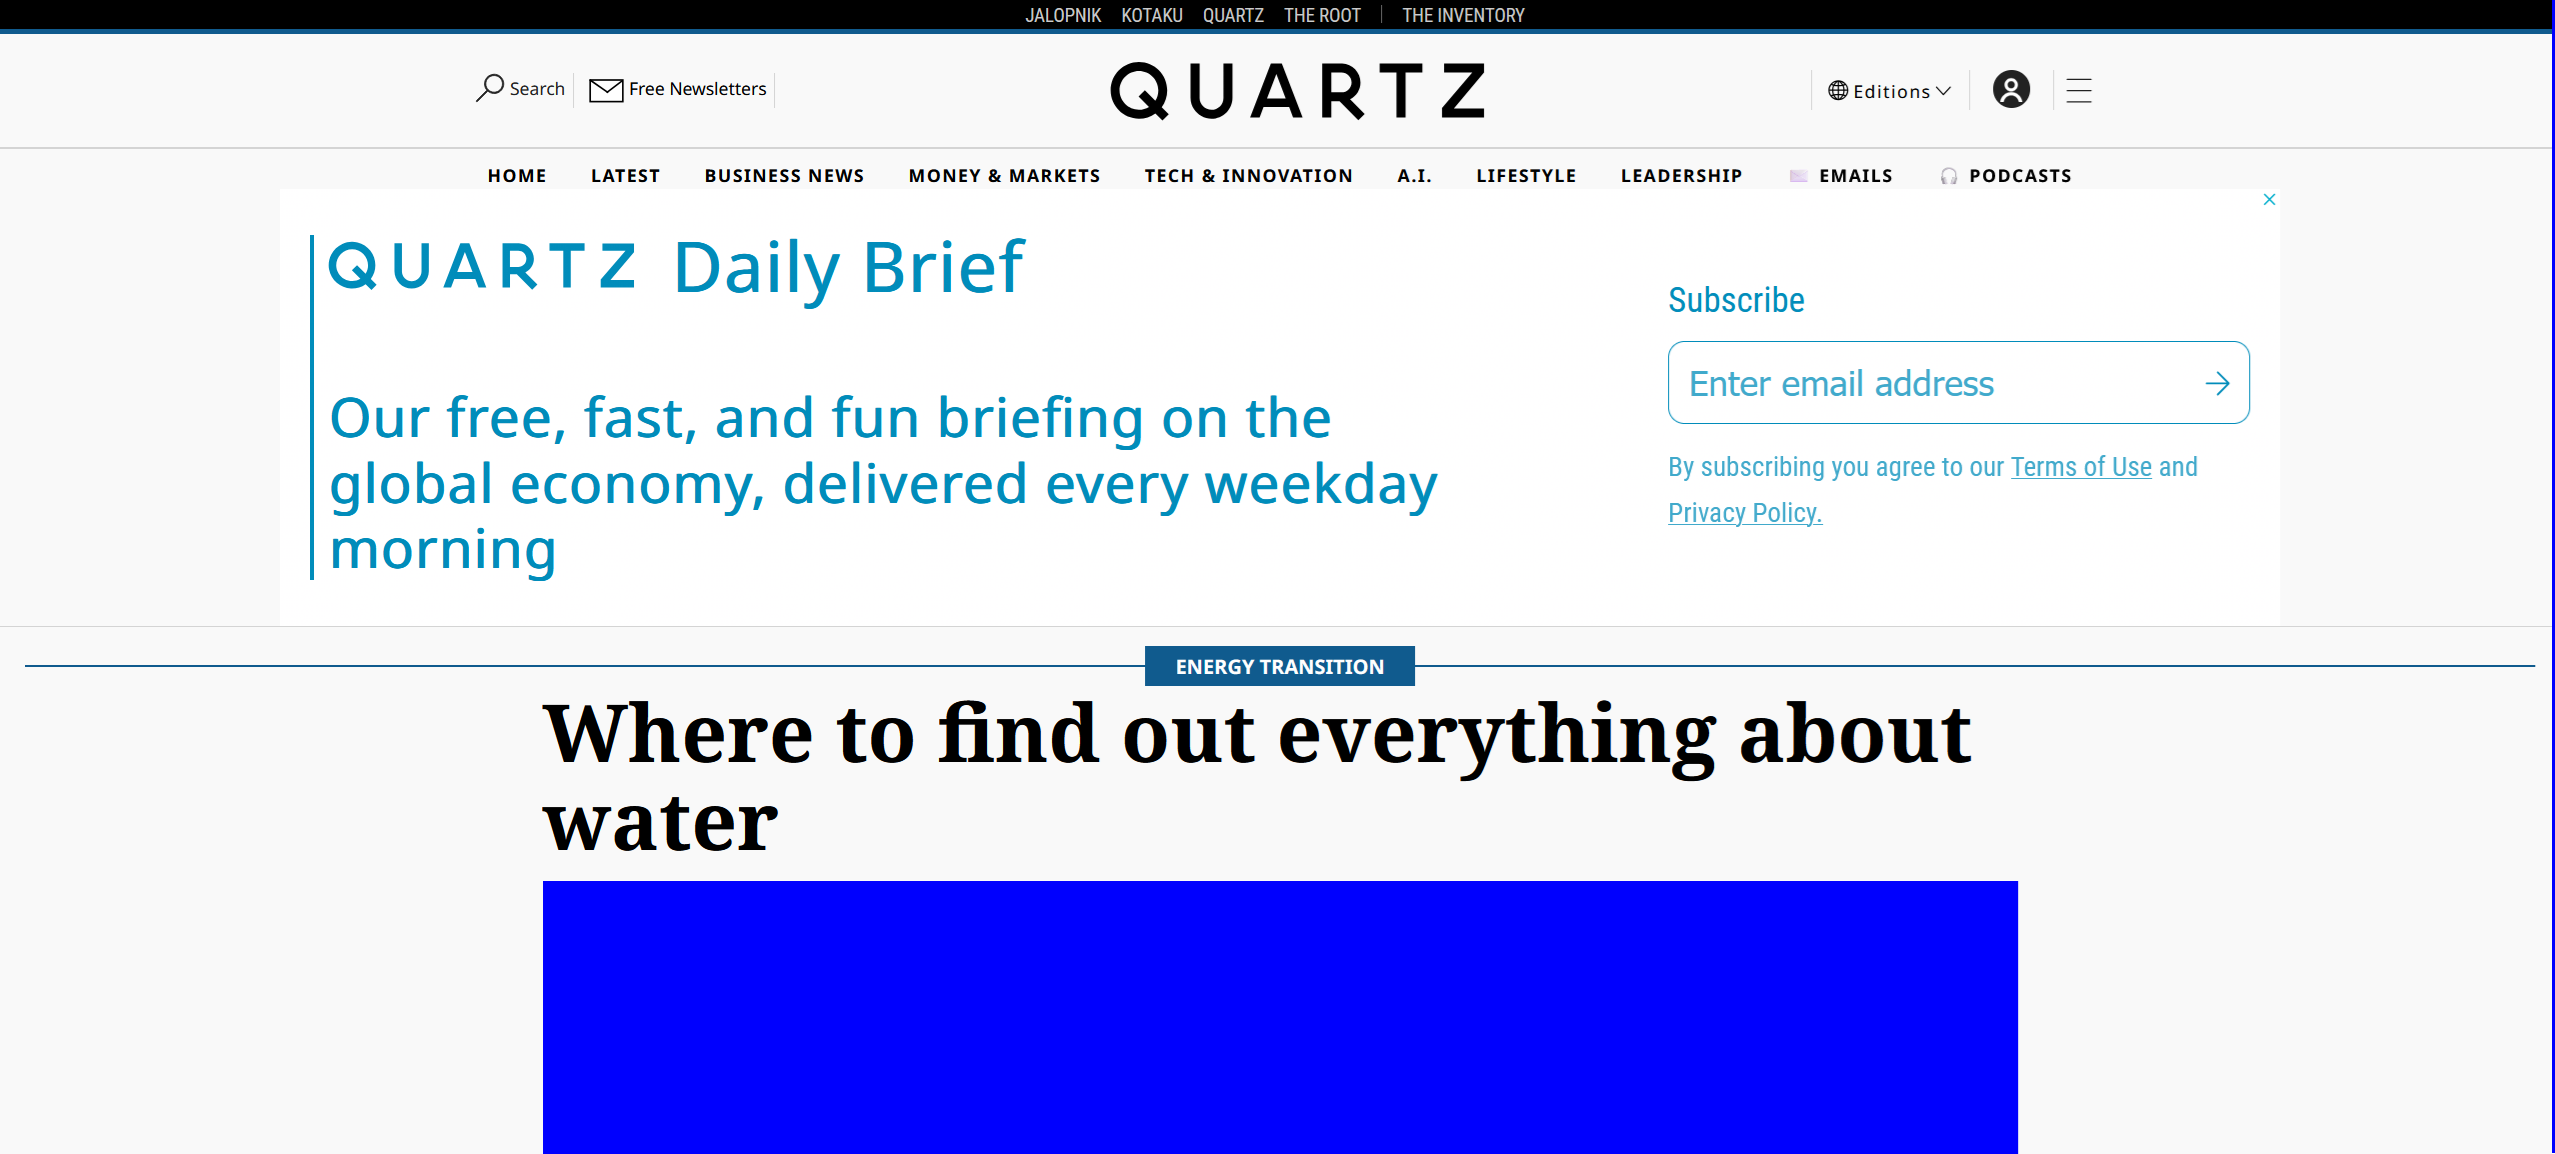 JALOPNIK KOTAKU QUARTZ THE ROOT THE INVENTORY
Search Free Newsletters QUARTZ Editions
HOME LATEST BUSINESS NEWS MONEY & MARKETS TECH & INNOVATION A.I. LIFESTYLE LEADERSHIP EMAILS PODCASTS
QUARTZ Daily Brief
Our free, fast, and fun briefing on the
global economy, delivered every weekday
morning
Subscribe
Enter email address
By subscribing you agree to our Terms of Use and
Privacy Policy.
ENERGY TRANSITION
Where to find out everything about
water